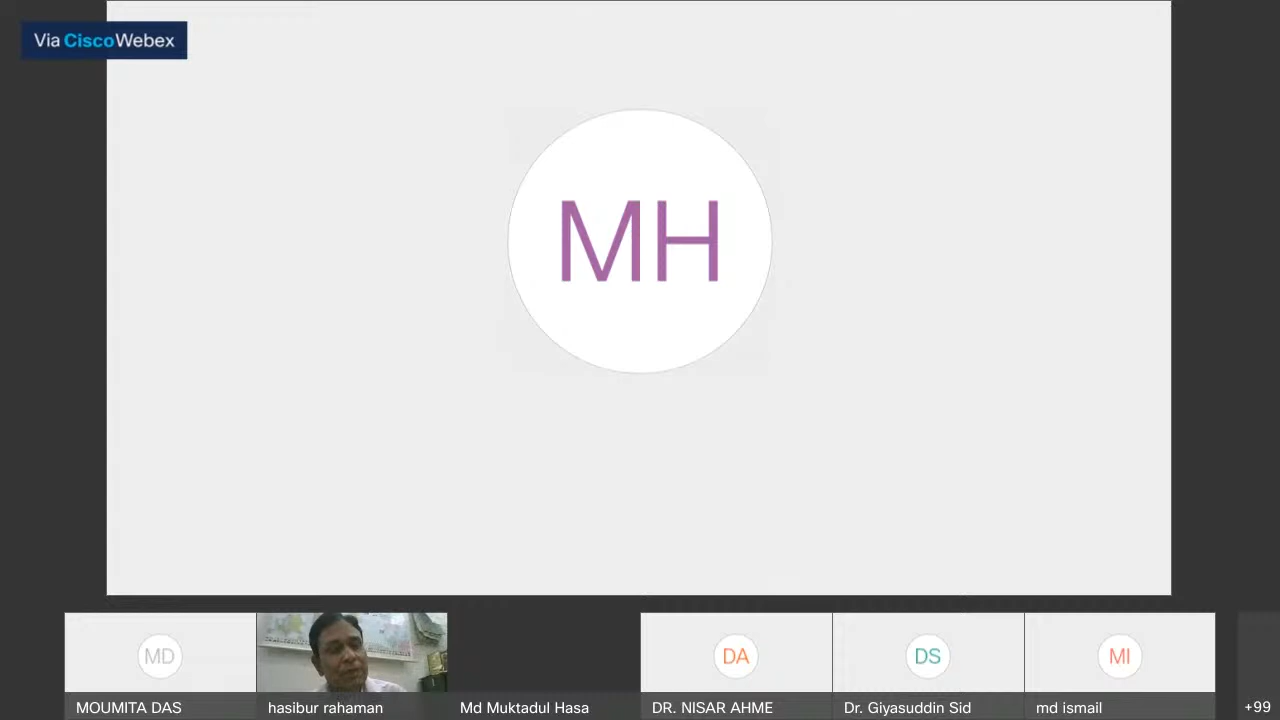 Via CiscoWebex
MH
MD
DA
DS
MI
MOUMITA DAS
hasibur rahaman
Md Muktadul Hasa
DR. NISAR AHME
Dr. Giyasuddin Sid
md ismail
+99